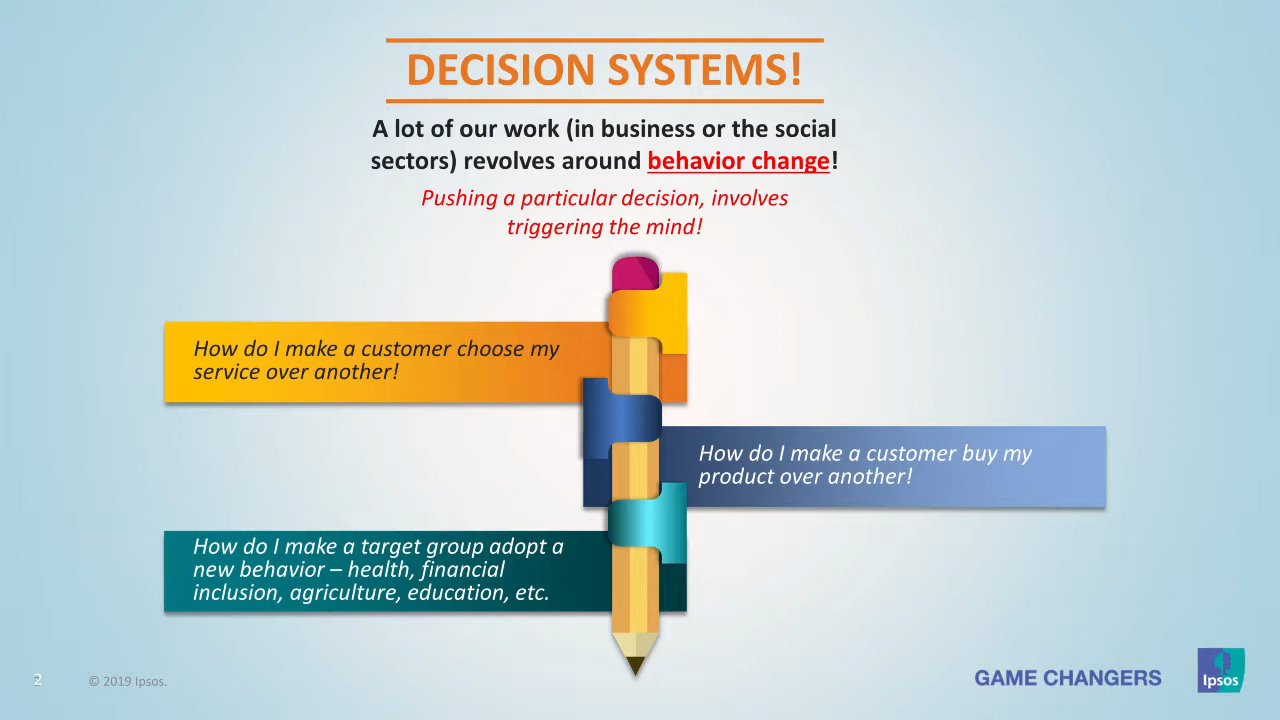 DECISION SYSTEMS!
A lot of our work (in business or the social
sectors) revolves around behavior change!
Pushing a particular decision, involves
triggering the mind!
How do I make a customer choose my
service over another!
How do I make a customer buy my
product over another!
How do I make a target group adopt a
new behavior – health, financial
inclusion, agriculture, education, etc.
2
© 2019 Ipsos.
GAME CHANGERS
Ipsos